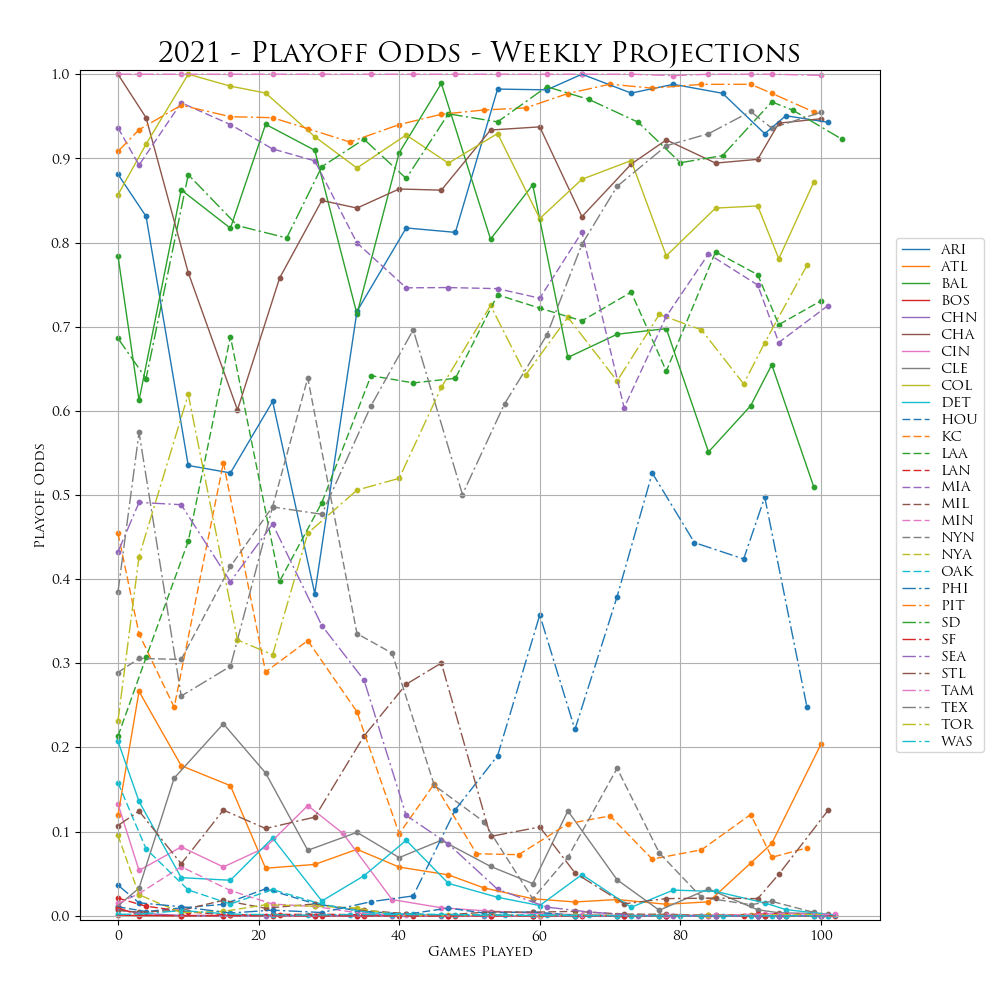 2021 - Playoff Odds - Weekly Projections
1.0
0.9
0.8
0.7
0.6
0.5
0.4
0.3
0.2
0.1
0.0
Playoff Odds
0 20 40 60 80 100
Games Played
ARI
ATL
BAL
BOS
CHN
CHA
CIN
CLE
COL
DET
HOU
KC
LAA
LAN
MIA
MIL
MIN
NYN
NYA
OAK
PHI
PIT
SD
SF
SEA
STL
TAM
TEX
TOR
WAS